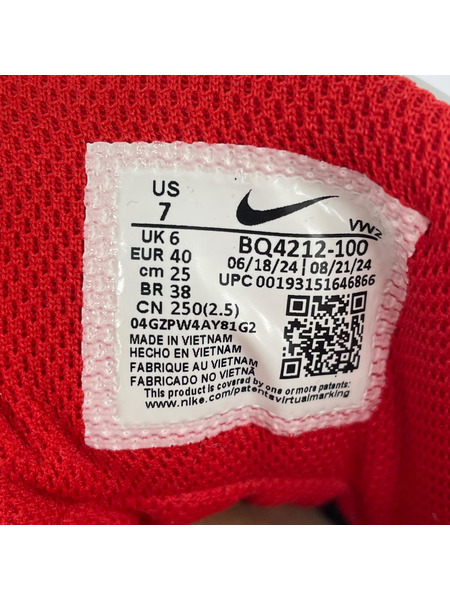 US
7
UK 6
EUR 40
cm 25
BR 38
CN 250(2.5)
04GZPW4AY81G2
VW2
BQ4212-100
06/18/24 | 08/21/24
UPC 00193151646866
MADE IN VIETNAM
HECHO EN VIETNAM
FABRIQUE AU VIETNAM
FABRICADO NO VIETNÃ
This product is covered by one or more patents:
www.nike.com/patentsvirtualmarking